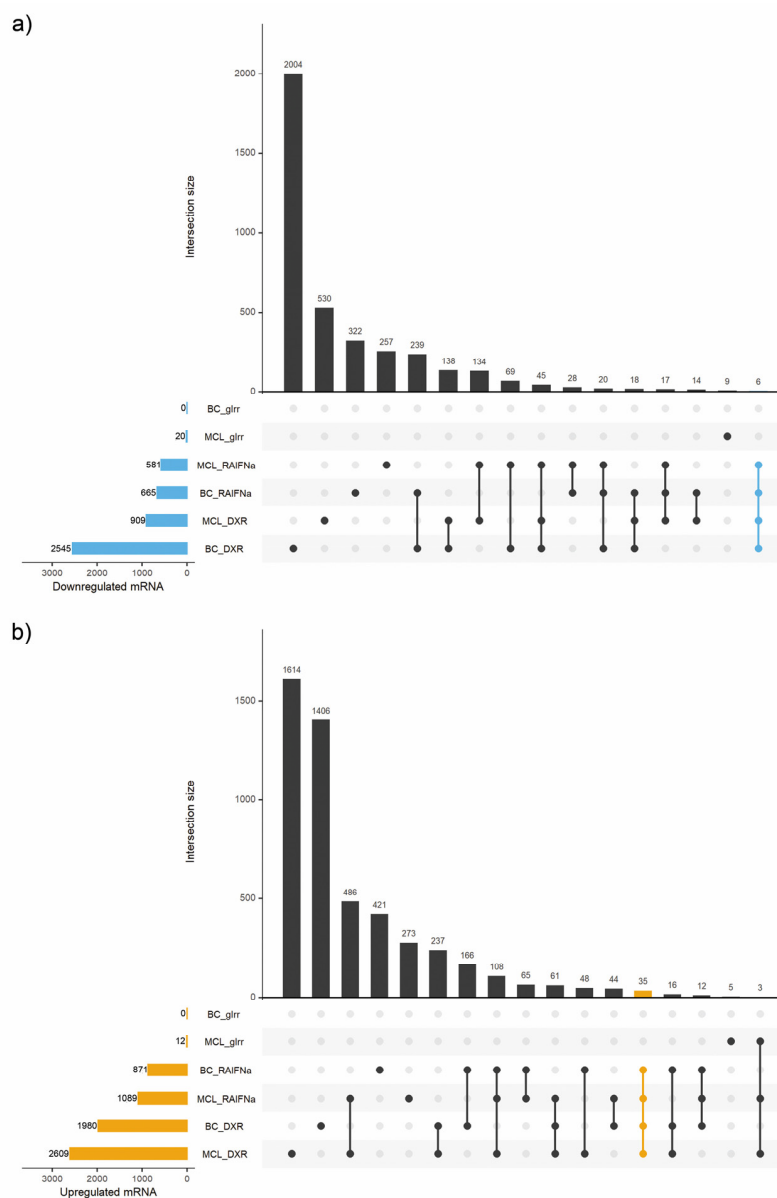 a)
2004
2000
1500
Intersection size
1000
530
500
322
257
239
138
134
69
45
28
20
18
17
14
9
6
0
0
BC_glrr
20
MCL_glrr
581
MCL_RAIFNa
665
BC_RAIFNa
909
MCL_DXR
2545
BC_DXR
3000 2000 1000 0
Downregulated mRNA
b)
1614
1500
1406
Intersection size
1000
486
500
421
273
237
166
108
65
61
48
44
35
16
12
5
3
0
0
BC_glrr
12
MCL_glrr
871
BC_RAIFNa
1089
MCL_RAIFNa
1980
BC_DXR
2609
MCL_DXR
3000 2000 1000 0
Upregulated mRNA